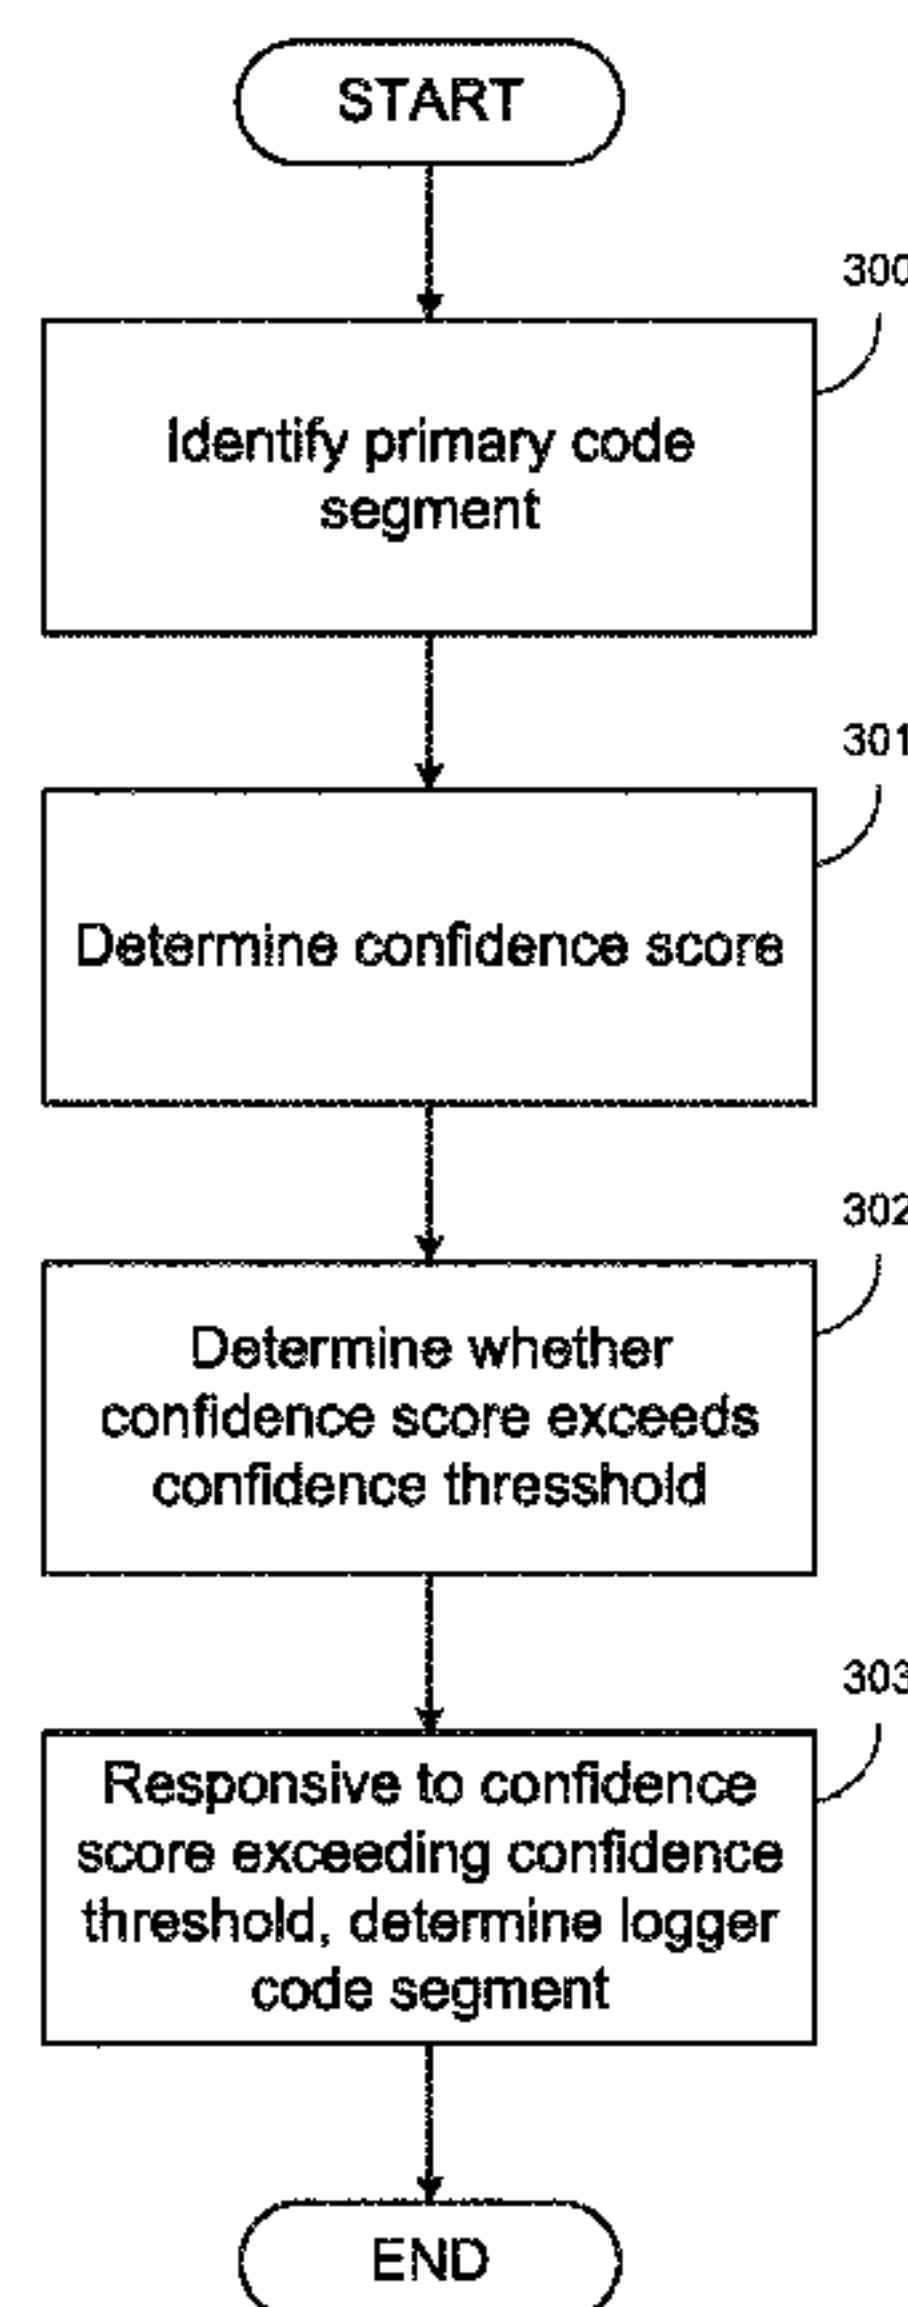 START
300
Identify primary code
segment
301
Determine confidence score
302
Determine whether
confidence score exceeds
confidence thresshold
303
Responsive to confidence
score exceeding confidence
threshold, determine logger
code segment
END